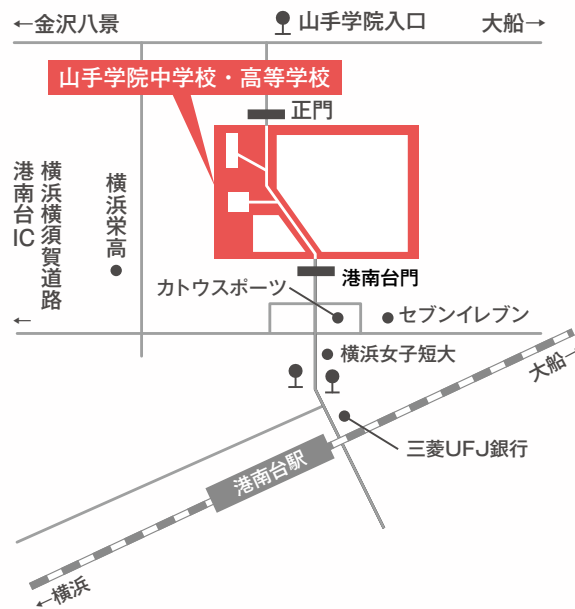 ←金沢八景
山手学院入口
大船→
山手学院中学校・高等学校
正門
横浜横須賀道路
港南台IC
←
横浜栄高
港南台門
カトウスポーツ
セブンイレブン
横浜女子短大
大船→
三菱UFJ銀行
港南台駅
←横浜